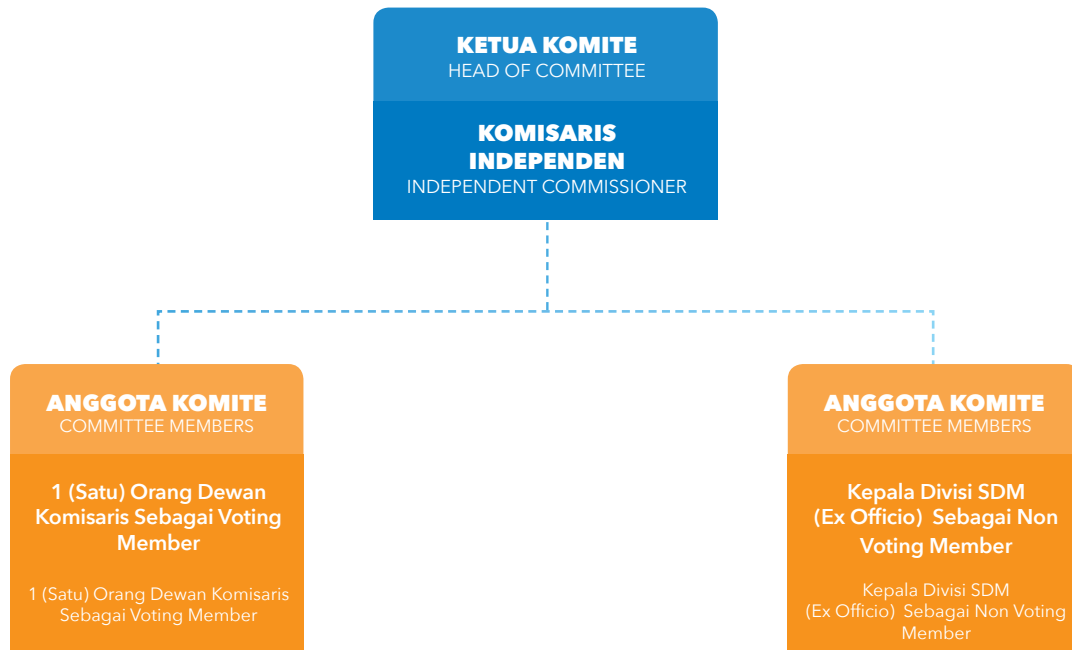 KETUA KOMITE
HEAD OF COMMITTEE
KOMISARIS
INDEPENDEN
INDEPENDENT COMMISSIONER
ANGGOTA KOMITE
COMMITTEE MEMBERS
1 (Satu) Orang Dewan
Komisaris Sebagai Voting
Member
1 (Satu) Orang Dewan Komisaris
Sebagai Voting Member
ANGGOTA KOMITE
COMMITTEE MEMBERS
Kepala Divisi SDM
(Ex Officio) Sebagai Non
Voting Member
Kepala Divisi SDM
(Ex Officio) Sebagai Non Voting
Member